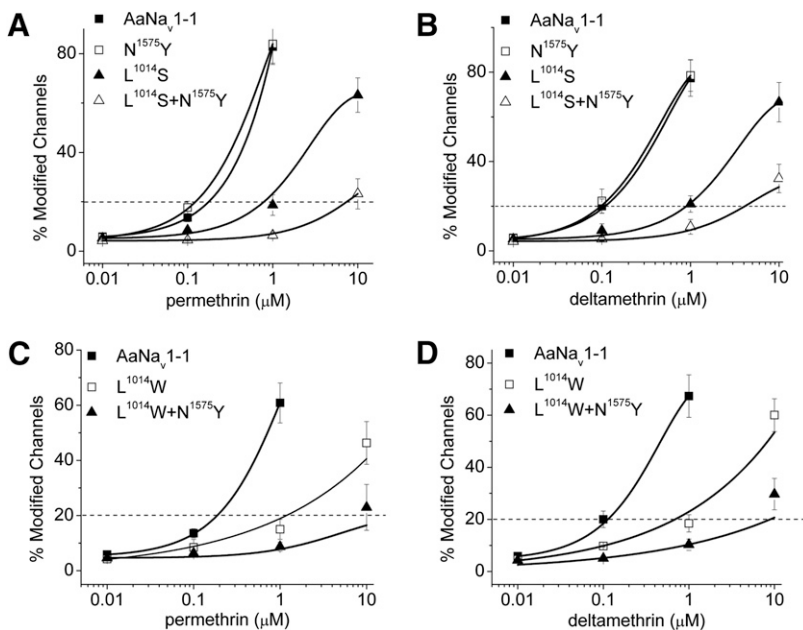 A
AaNaᵥ1-1
N¹⁵⁷⁵Y
L¹⁰¹⁴S
L¹⁰¹⁴S+N¹⁵⁷⁵Y
% Modified Channels
80
40
0
0.01 0.1 1 10
permethrin (μM)
B
AaNaᵥ1-1
N¹⁵⁷⁵Y
L¹⁰¹⁴S
L¹⁰¹⁴S+N¹⁵⁷⁵Y
% Modified Channels
80
60
40
20
0
0.01 0.1 1 10
deltamethrin (μM)
C
AaNaᵥ1-1
L¹⁰¹⁴W
L¹⁰¹⁴W+N¹⁵⁷⁵Y
% Modified Channels
80
60
40
20
0
0.01 0.1 1 10
permethrin (μM)
D
AaNaᵥ1-1
L¹⁰¹⁴W
L¹⁰¹⁴W+N¹⁵⁷⁵Y
% Modified Channels
80
60
40
20
0
0.01 0.1 1 10
deltamethrin (μM)